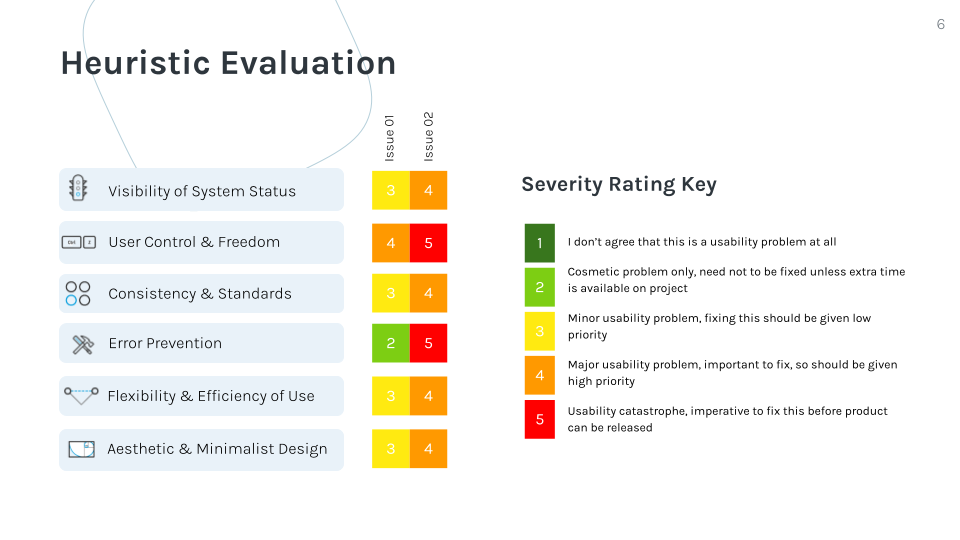 6
Heuristic Evaluation
Issue 01
Issue 02
Visibility of System Status
3
4
User Control & Freedom
4
5
Consistency & Standards
3
4
Error Prevention
2
5
Flexibility & Efficiency of Use
3
4
Aesthetic & Minimalist Design
3
4
Severity Rating Key
1
I don’t agree that this is a usability problem at all
2
Cosmetic problem only, need not to be fixed unless extra time
is available on project
3
Minor usability problem, fixing this should be given low
priority
4
Major usability problem, important to fix, so should be given
high priority
5
Usability catastrophe, imperative to fix this before product
can be released